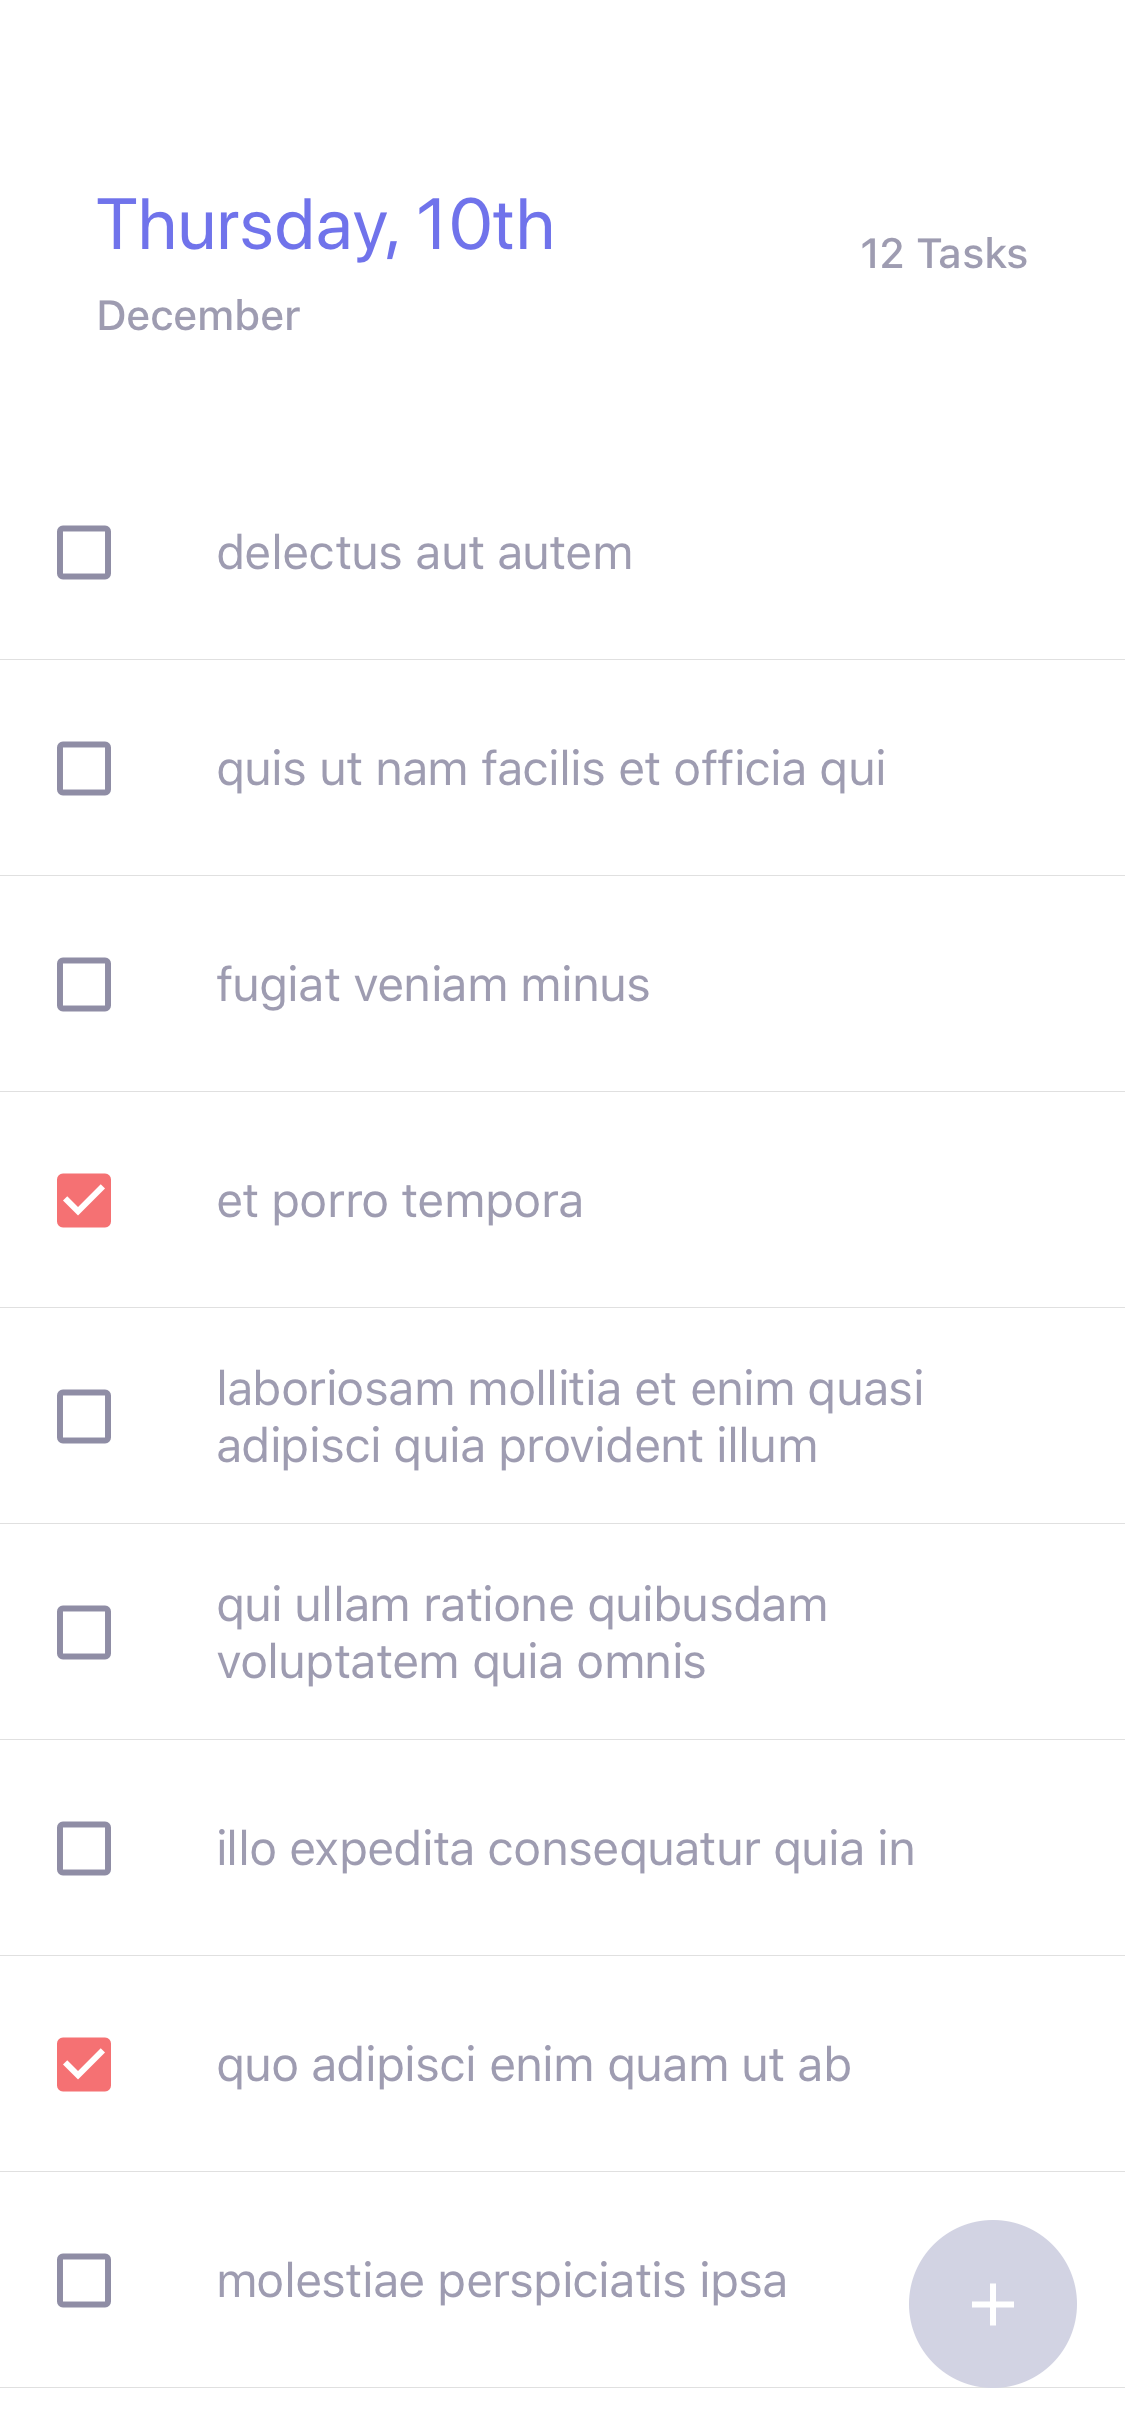 Thursday, 10th
12 Tasks
December
delectus aut autem
quis ut nam facilis et officia qui
fugiat veniam minus
et porro tempora
laboriosam mollitia et enim quasi
adipisci quia provident illum
qui ullam ratione quibusdam
voluptatem quia omnis
illo expedita consequatur quia in
quo adipisci enim quam ut ab
molestiae perspiciatis ipsa
+